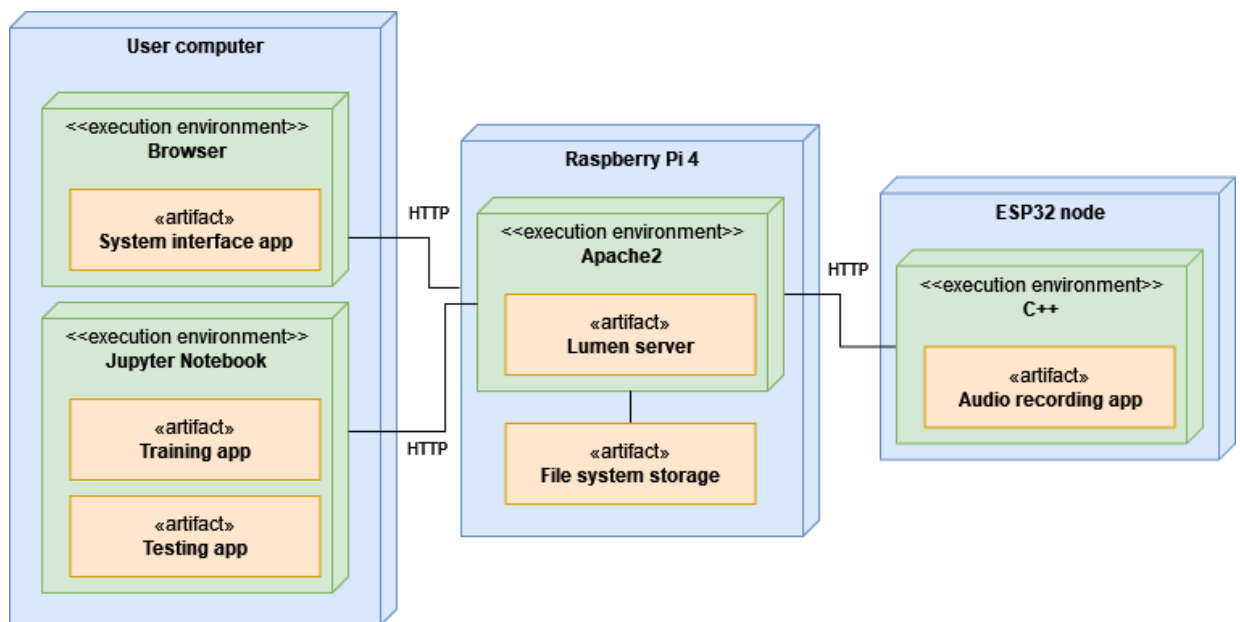 User computer
<<execution environment>>
Browser
«artifact»
System interface app
<<execution environment>>
Jupyter Notebook
«artifact»
Training app
«artifact»
Testing app
HTTP
HTTP
Raspberry Pi 4
<<execution environment>>
Apache2
«artifact»
Lumen server
«artifact»
File system storage
HTTP
ESP32 node
<<execution environment>>
C++
«artifact»
Audio recording app